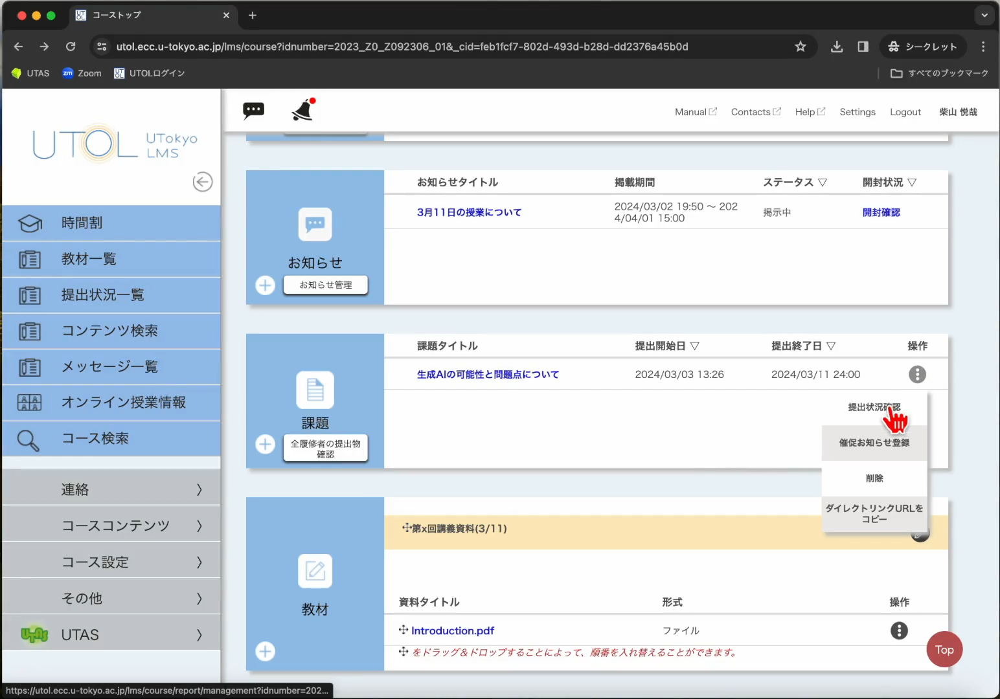 コーストップ
utol.ecc.u-tokyo.ac.jp/lms/course?idnumber=2023_Z0_Z092306_01&_cid=feb1fcf7-802d-493d-b28d-dd2376a45b0d
シークレット
UTAS
zm Zoom
UTOLログイン
すべてのブックマーク
UTOL UTokyo
LMS
Manual
Contacts
Help
Settings
Logout
柴山 悦哉
時間割
教材一覧
提出状況一覧
コンテンツ検索
メッセージ一覧
オンライン授業情報
コース検索
連絡
コースコンテンツ
コース設定
その他
UTAS
お知らせ
お知らせ管理
お知らせタイトル 掲載期間 ステータス ▽ 開封状況 ▽
3月11日の授業について 2024/03/02 19:50 ～ 202
4/04/01 15:00 掲示中 開封確認
課題
全履修者の提出物
確認
課題タイトル 提出開始日 ▽ 提出終了日 ▽ 操作
生成AIの可能性と問題点について 2024/03/03 13:26 2024/03/11 24:00
提出状況確認
催促お知らせ登録
削除
ダイレクトリンクURLを
コピー
教材
第x回講義資料(3/11)
資料タイトル 形式 操作
Introduction.pdf ファイル
をドラッグ&ドロップすることによって、順番を入れ替えることができます。
Top
https://utol.ecc.u-tokyo.ac.jp/lms/course/report/management?idnumber=202...